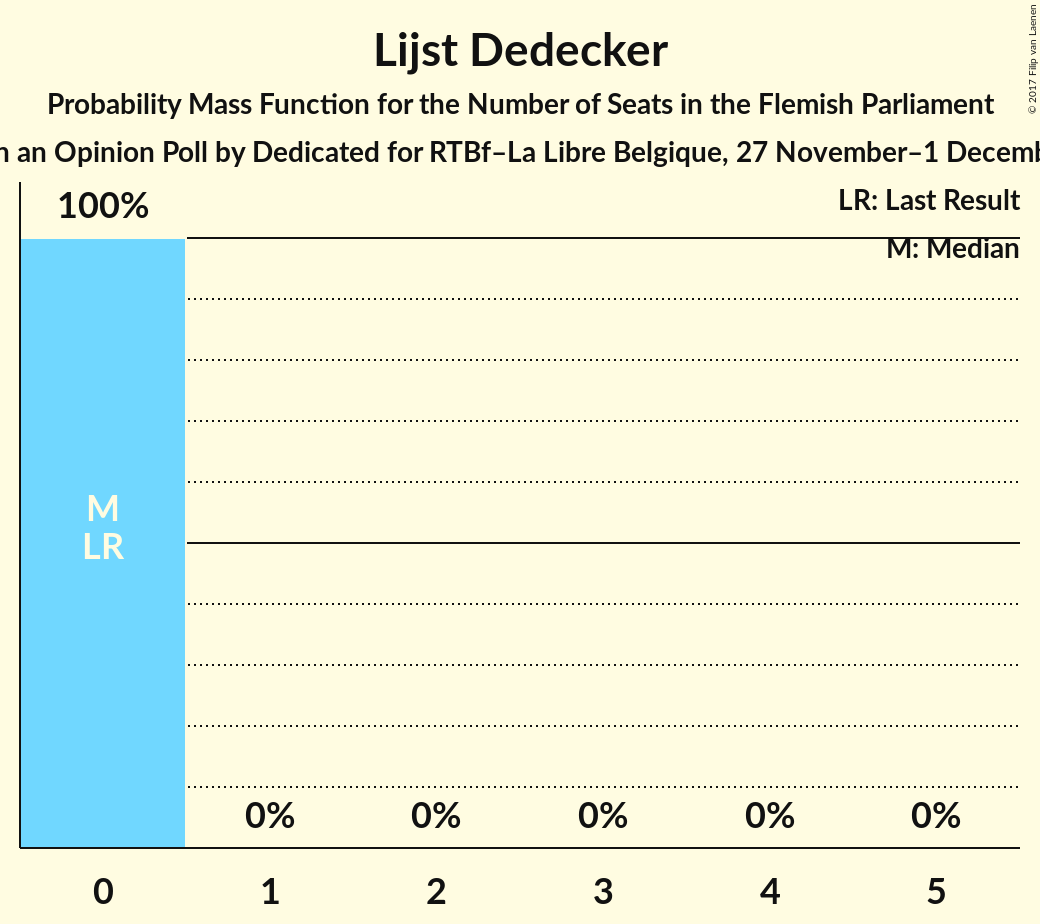 Lijst Dedecker
Probability Mass Function for the Number of Seats in the Flemish Parliament
an Opinion Poll by Dedicated for RTBf–La Libre Belgique, 27 November–1
© 2017 Filip van Laenen
LR: Last Result
M: Median
100%
M
LR
0% 0% 0% 0% 0%
0 1 2 3 4 5